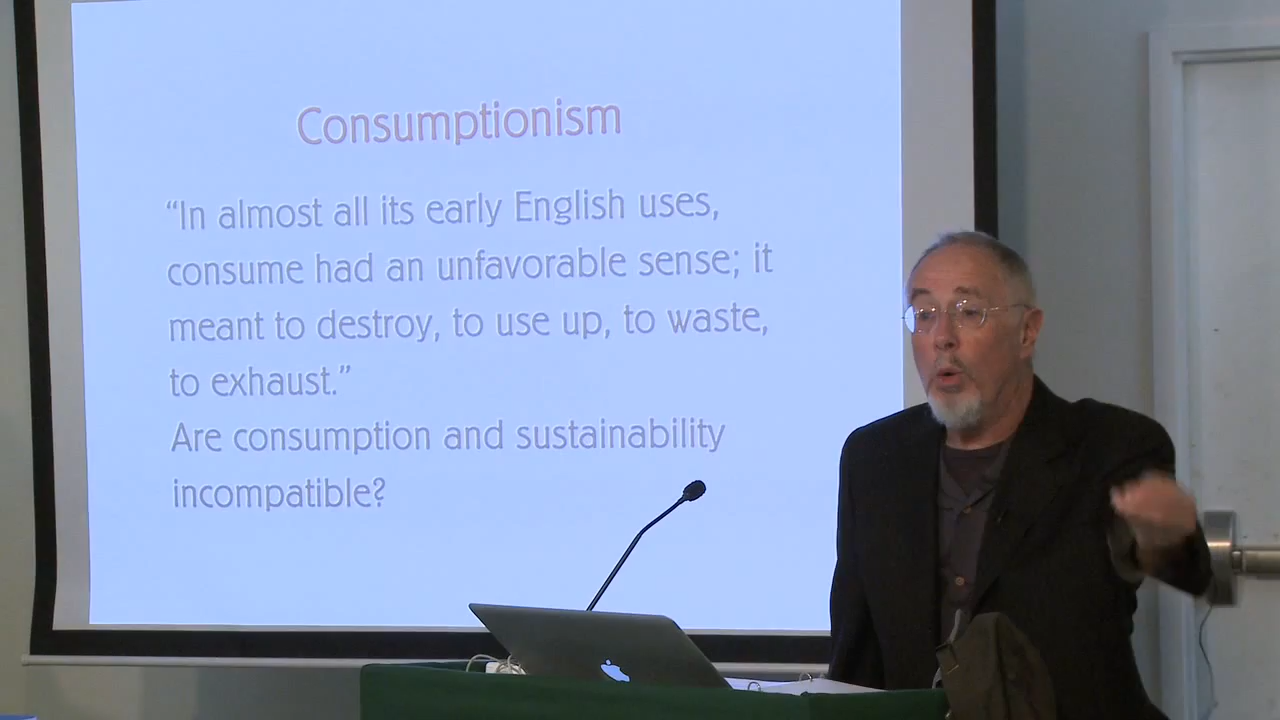 Consumptionism
“In almost all its early English uses,
consume had an unfavorable sense; it
meant to destroy, to use up, to waste,
to exhaust.”
Are consumption and sustainability
incompatible?